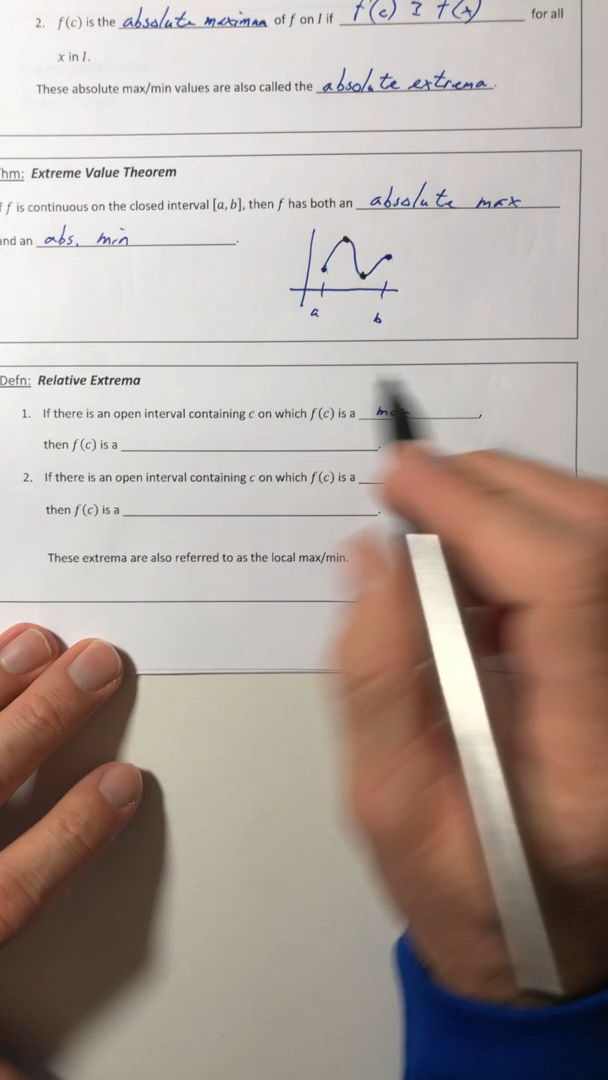 2. f(c) is the absolute maximum of f on I if f(c) ≥ f(x) for all
x in I.
These absolute max/min values are also called the absolute extrema.
hm: Extreme Value Theorem
f f is continuous on the closed interval [a, b], then f has both an absolute max
nd an abs. min.
a
b
Defn: Relative Extrema
1. If there is an open interval containing c on which f(c) is a ,
then f(c) is a .
2. If there is an open interval containing c on which f(c) is a
then f(c) is a .
These extrema are also referred to as the local max/min.